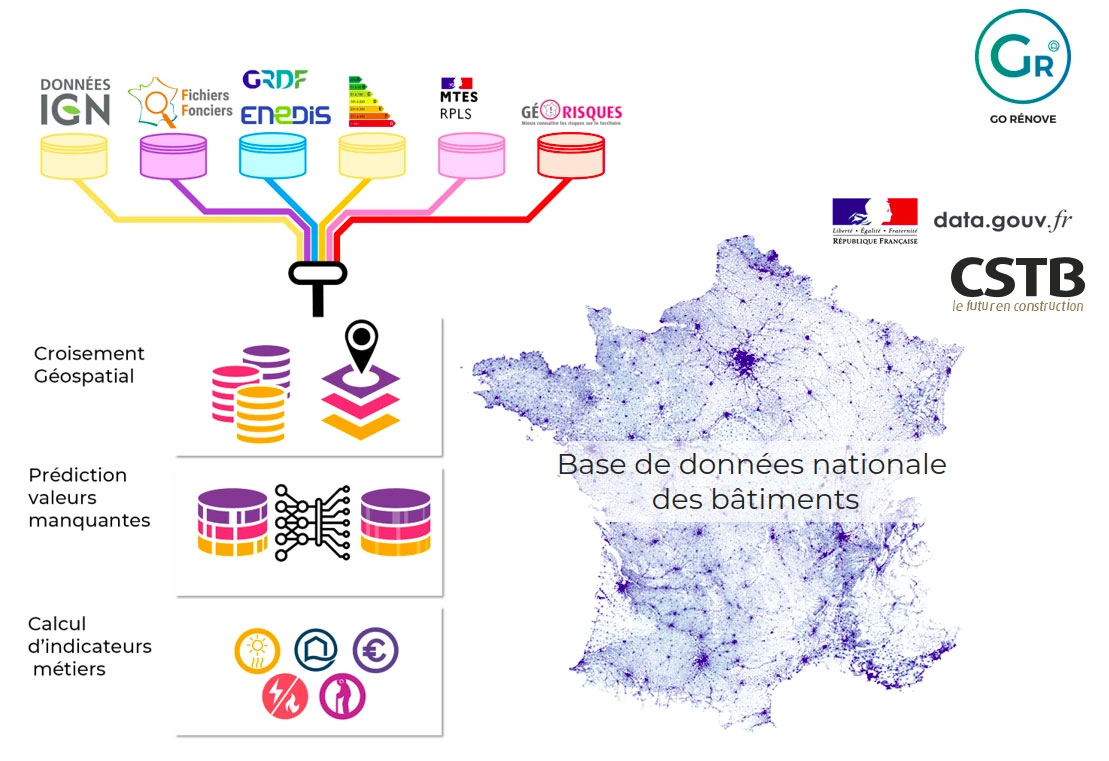 GR
GO RÉNOVE
DONNÉES
IGN
Fichiers
Fonciers
GRDF
ENEDIS
MTES
RPLS
GÉORISQUES
Mieux connaître les risques sur le territoire
Liberté • Égalité • Fraternité
RÉPUBLIQUE FRANÇAISE
data.gouv.fr
CSTB
le futur en construction
Croisement
Géospatial
Prédiction
valeurs
manquantes
Calcul
d'indicateurs
métiers
€
Base de données nationale
des bâtiments